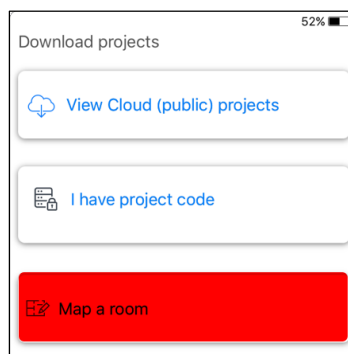 52%
Download projects
View Cloud (public) projects
I have project code
Map a room